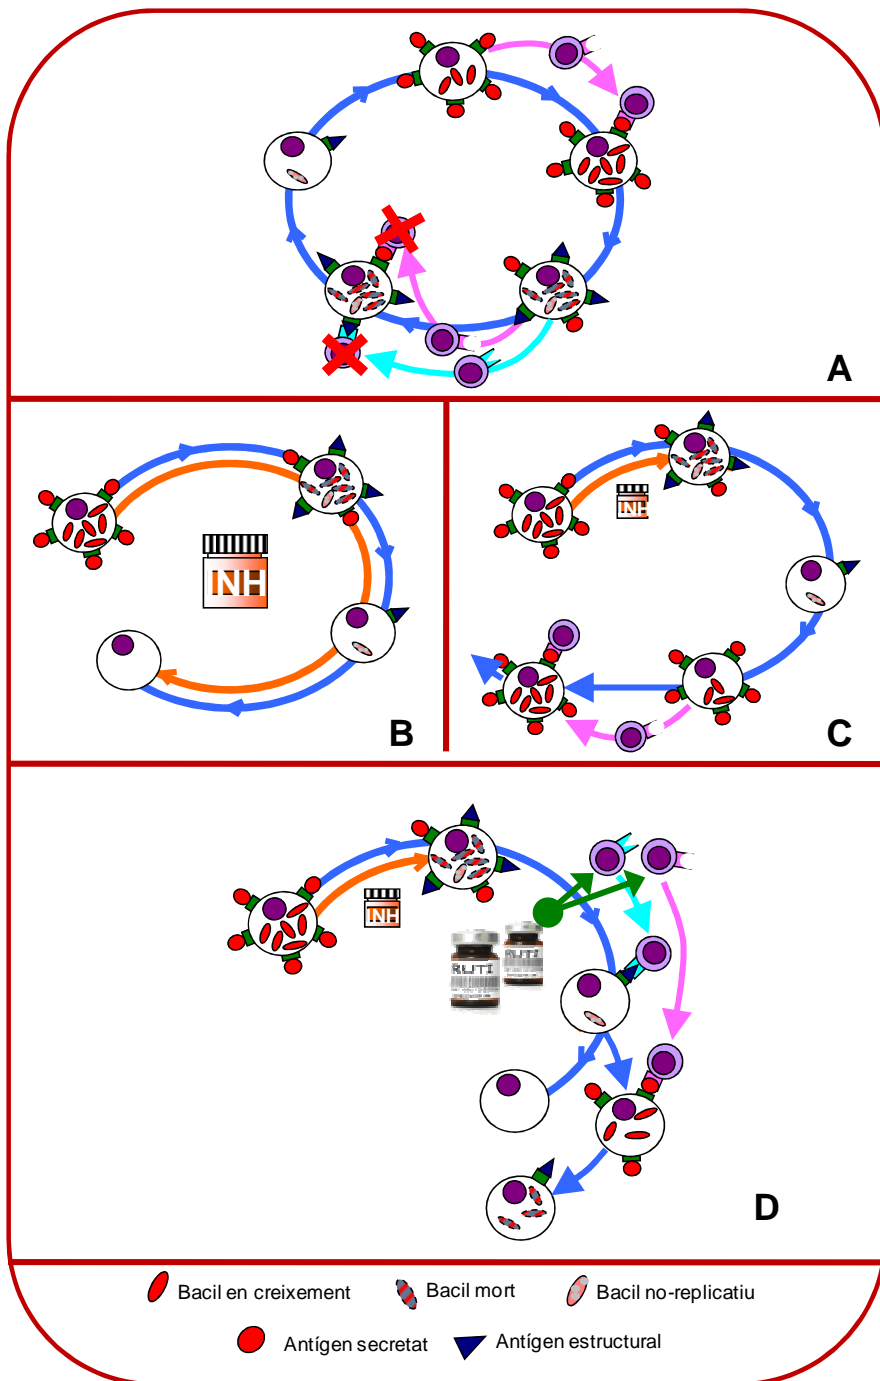 A
INH
B
INH
C
INH
RUTI
RUTI
D
Bacil en creixement
Bacil mort
Bacil no-replicatiu
Antígen secretat
Antígen estructural